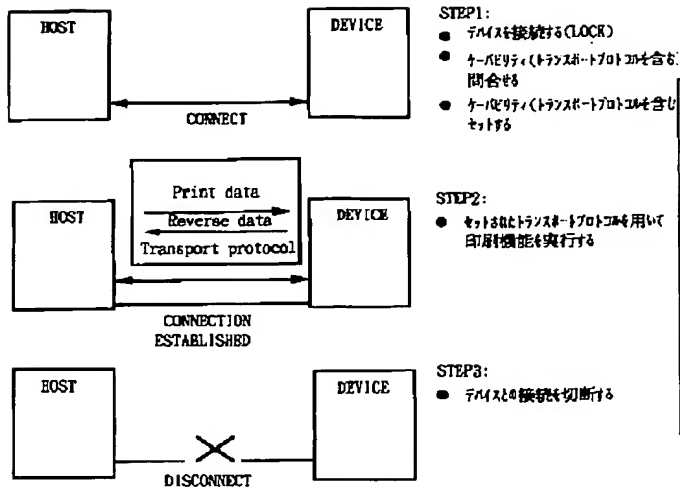 HOST
DEVICE
CONNECT
STEP1:
● デバイスを接続する(LOCK)
● ケーパビリティ(トランスポートプロトコルを含む
問合せる
● ケーパビリティ(トランスポートプロトコルを含む
セットする
HOST
Print data
Reverse data
Transport protocol
DEVICE
CONNECTION
ESTABLISHED
STEP2:
● セットされたトランスポートプロトコルを用いて
印刷機能を実行する
HOST
DEVICE
DISCONNECT
STEP3:
● デバイスとの接続を切断する